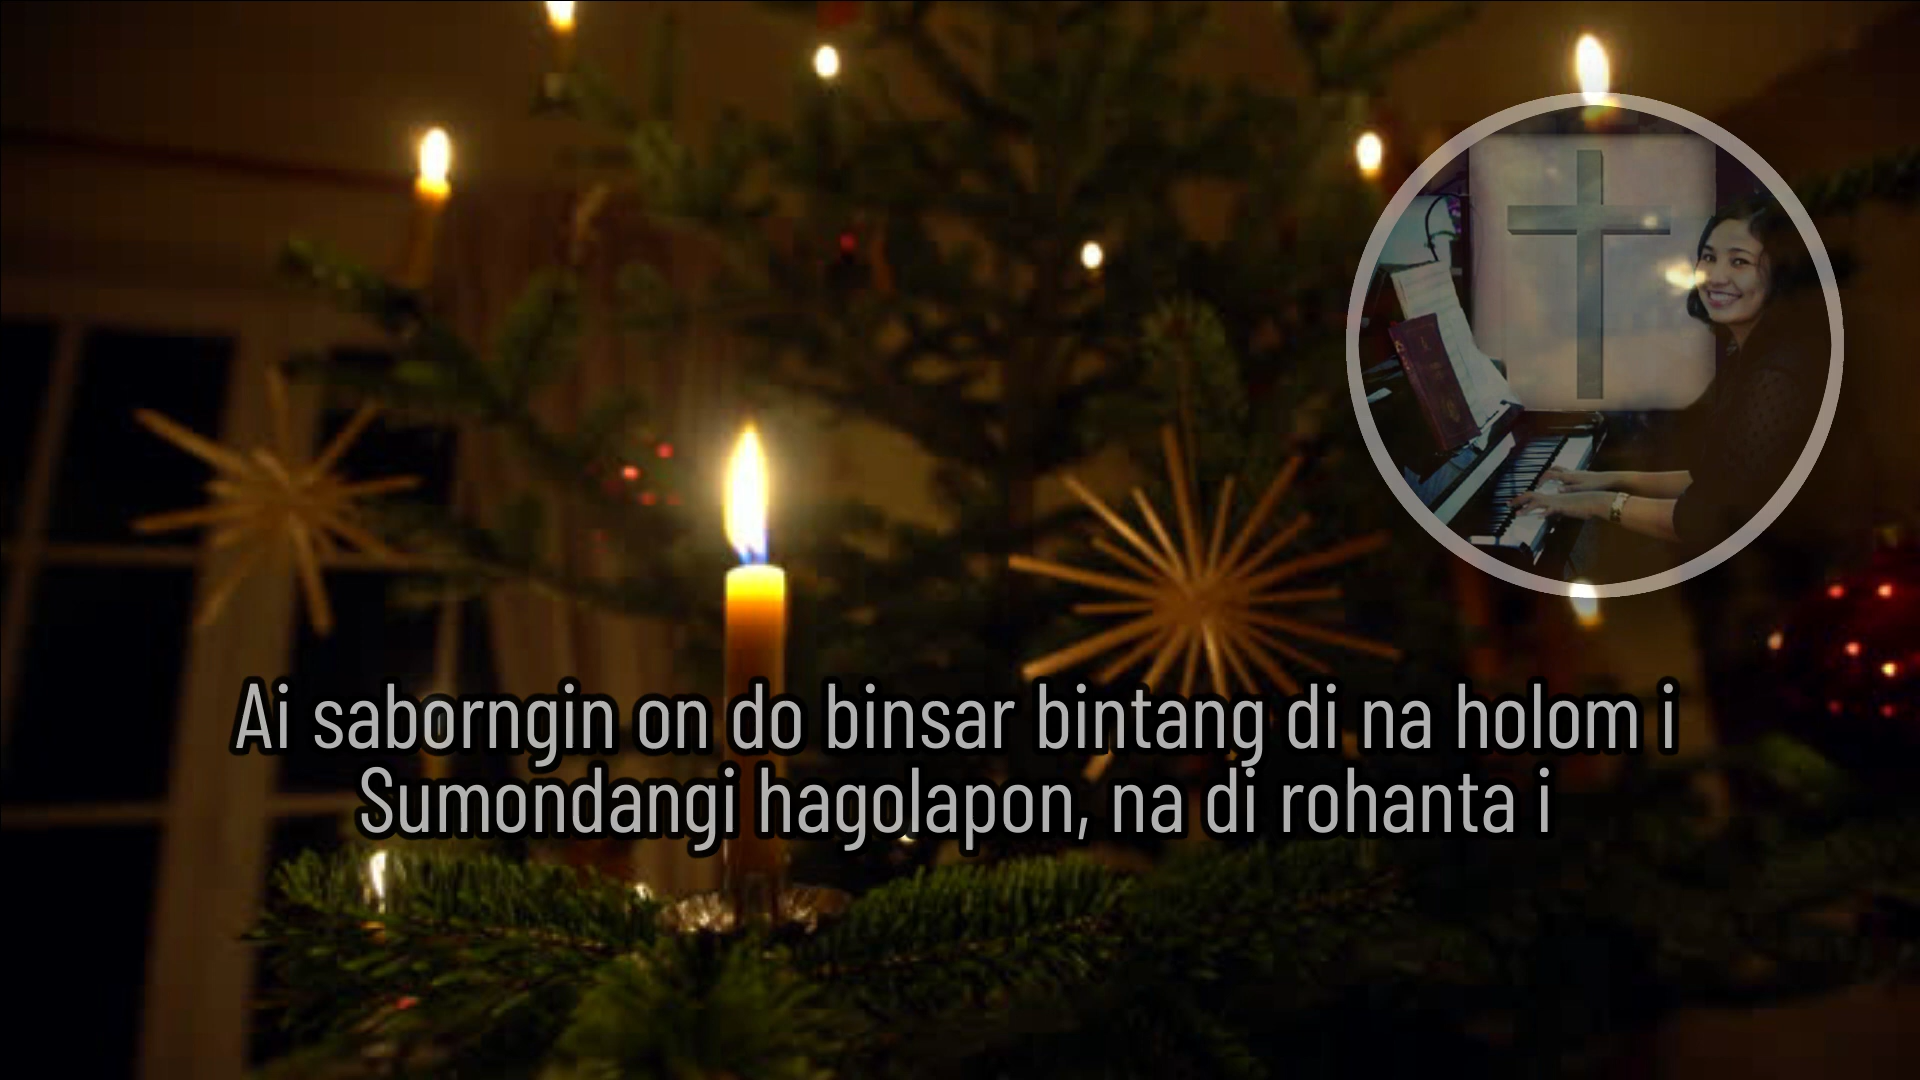 Ai saborngin on do binsar bintang di na holom i
Sumondangi hagolapon, na di rohanta i